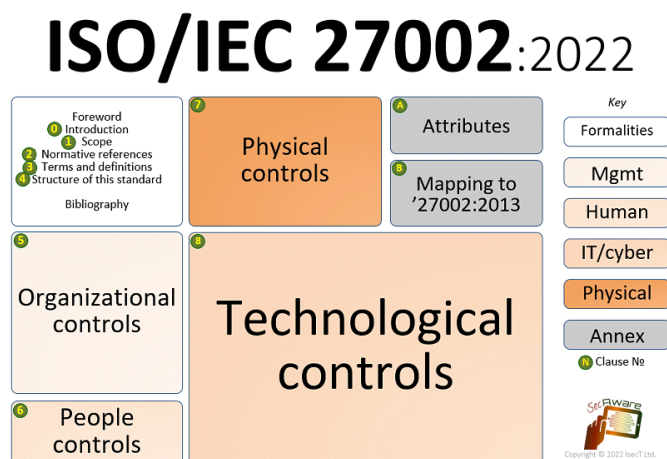 ISO/IEC 27002:2022
Foreword
0 Introduction
1 Scope
2 Normative references
3 Terms and definitions
4 Structure of this standard
Bibliography
7
Physical
controls
A
Attributes
B
Mapping to
’27002:2013
5
Organizational
controls
8
Technological
controls
6
People
controls
Key
Formalities
Mgmt
Human
IT/cyber
Physical
Annex
N Clause №
SecAware
Copyright © 2022 IsecT Ltd.